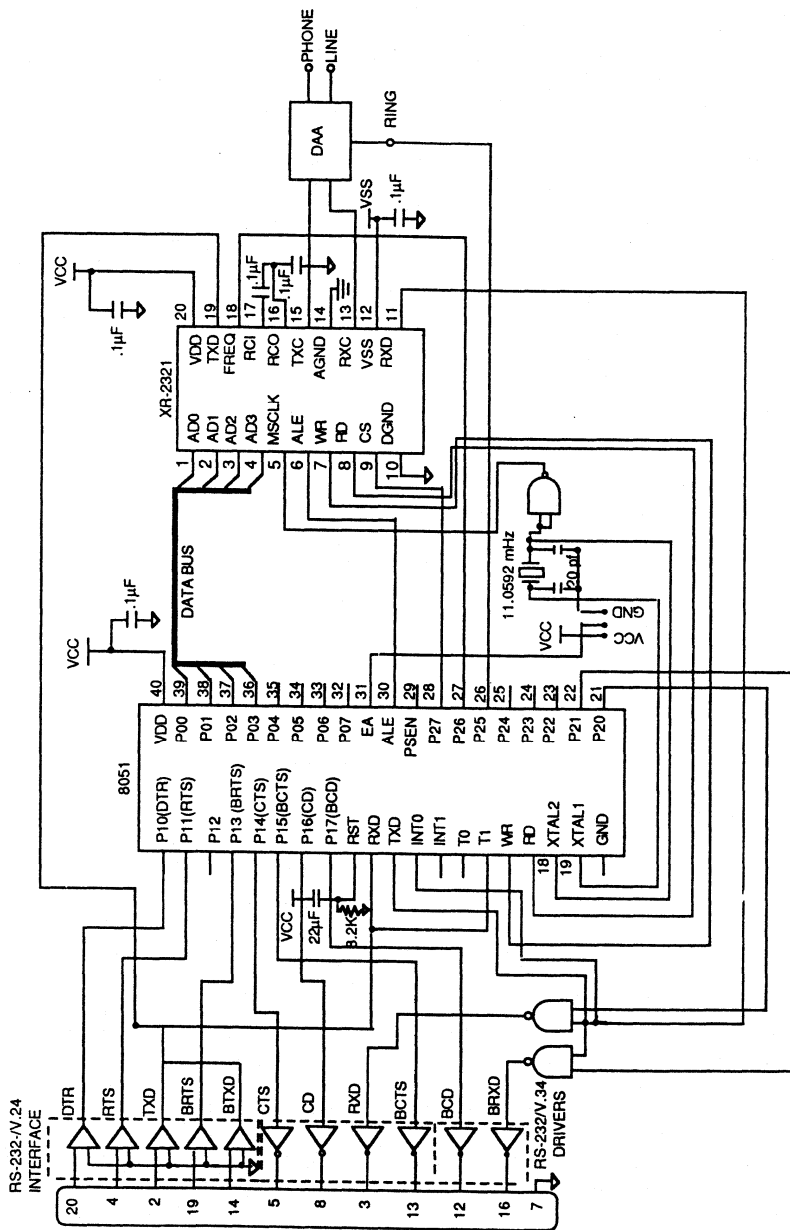 RS-232-/V.24
INTERFACE
DTR
RTS
TXD
BRTS
BTXD
CTS
CD
RXD
BCTS
BCD
BRXD
RS-232/V.34
DRIVERS
20
4
2
19
14
5
8
3
13
12
16
7
8051
P10(DTR)
P11(RTS)
P12
P13 (BRTS)
P14(CTS)
P15(BCTS)
P16(CD)
P17(BCD)
RST
RXD
TXD
INT0
INT1
T0
T1
WR
RD
18 XTAL2
19 XTAL1
GND
VCC
22µF
8.2K
VDD 40
P00 39
P01 38
P02 37
P03 36
P04 35
P05 34
P06 33
P07 32
EA 31
ALE 30
PSEN 29
P27 28
P26 27
P25 26
P24 25
P23 24
P22 23
P21 22
P20 21
VCC
.1µF
DATA BUS
VCC
VCC
GND
20 pf
11.0592 mHz
XR-2321
1 AD0
2 AD1
3 AD2
4 AD3
5 MSCLK
6 ALE
7 WR
8 RD
9 CS
10 DGND
VDD 20
TXD 19
FREQ 18
RCI 17
RCO 16
TXC 15
AGND 14
RXC 13
VSS 12
RXD 11
VCC
.1µF
.1µF
.1µF
VSS
.1µF
DAA
PHONE
LINE
RING